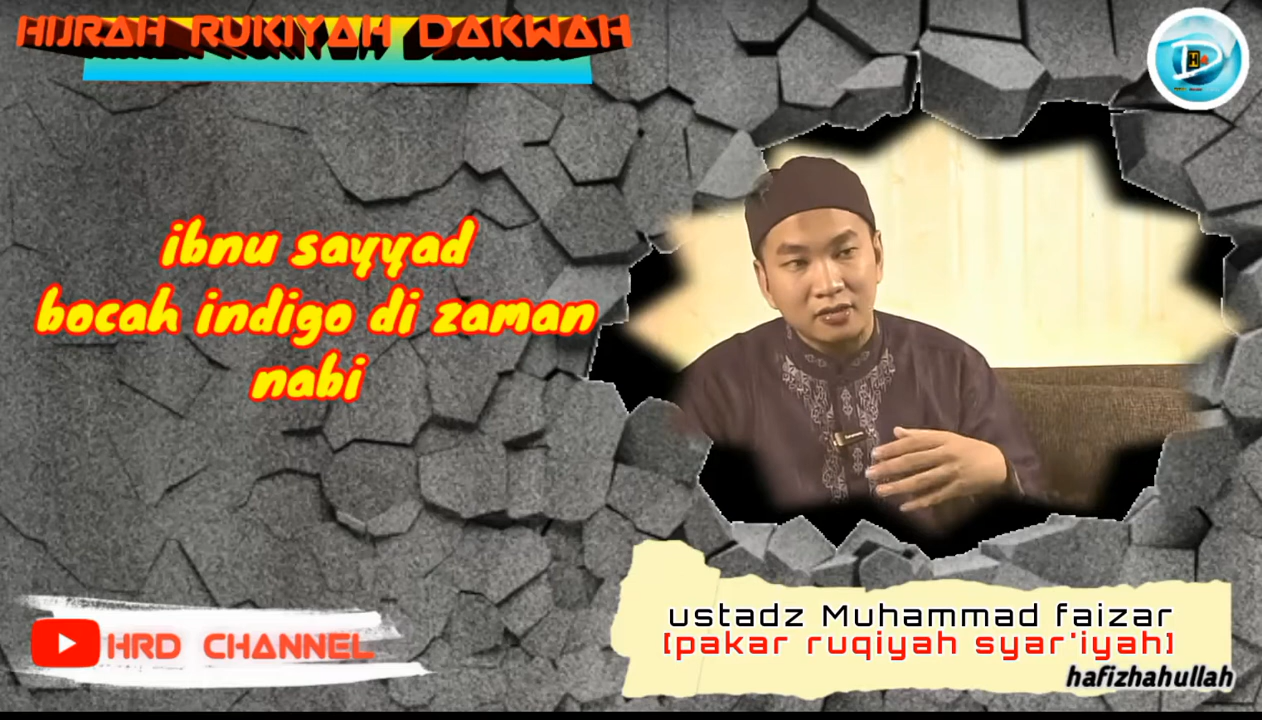 HIJRAH RUKIYAH DAKWAH
ibnu sayyad
bocah indigo di zaman
nabi
HRD CHANNEL
ustadz Muhammad faizar
[pakar ruqiyah syar'iyah]
hafizhahullah